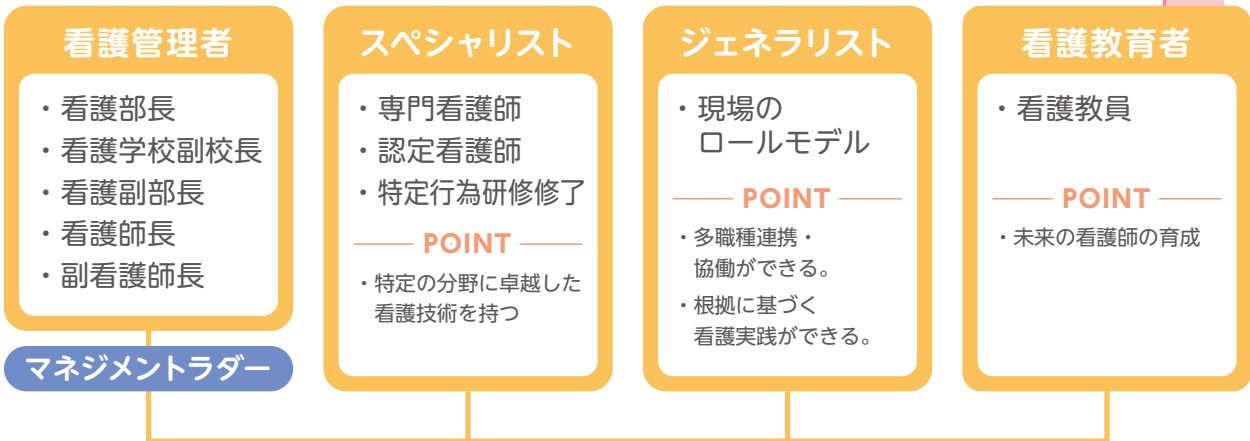 看護管理者
・看護部長
・看護学校副校長
・看護副部長
・看護師長
・副看護師長
マネジメントラダー
スペシャリスト
・専門看護師
・認定看護師
・特定行為研修修了
POINT
・特定の分野に卓越した
看護技術を持つ
ジェネラリスト
・現場の
ロールモデル
POINT
・多職種連携・
協働ができる。
・根拠に基づく
看護実践ができる。
看護教育者
・看護教員
POINT
・未来の看護師の育成